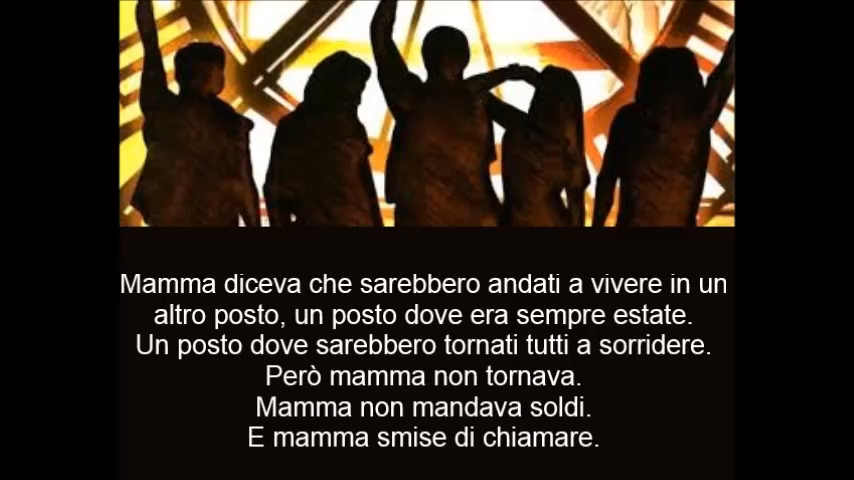 Mamma diceva che sarebbero andati a vivere in un
altro posto, un posto dove era sempre estate.
Un posto dove sarebbero tornati tutti a sorridere.
Però mamma non tornava.
Mamma non mandava soldi.
E mamma smise di chiamare.